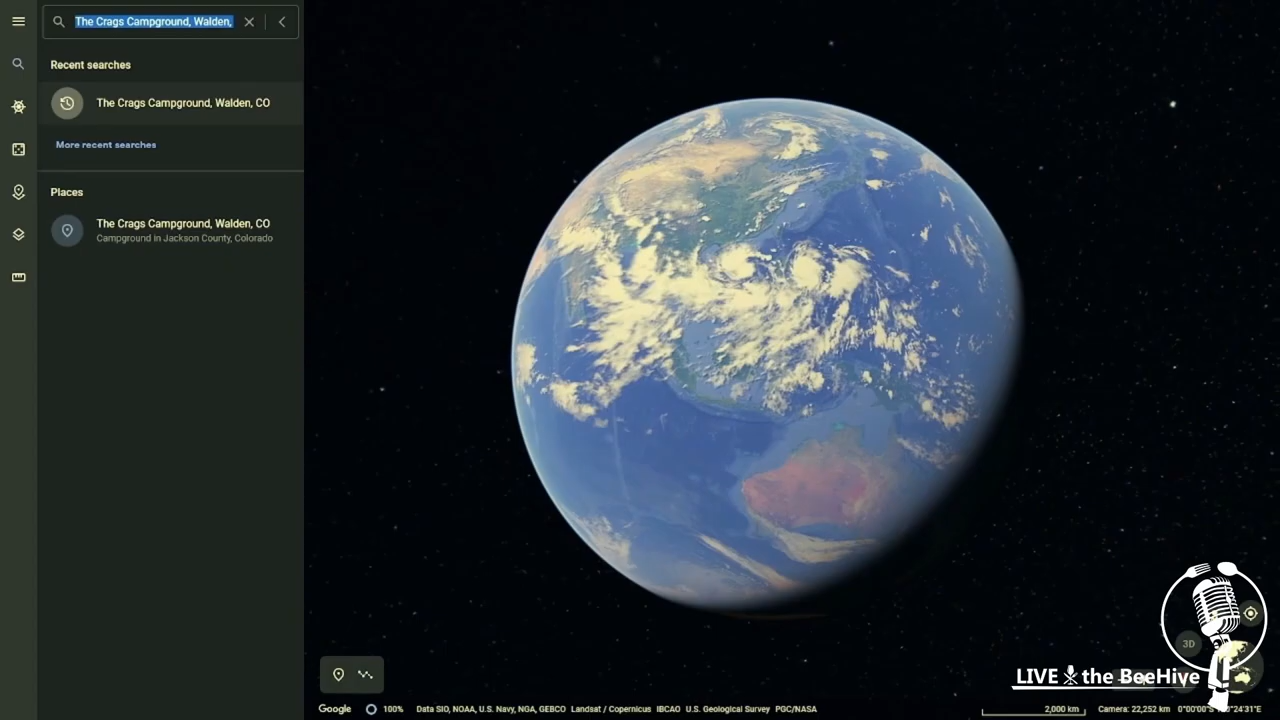 The Crags Campground, Walden,
Recent searches
The Crags Campground, Walden, CO
More recent searches
Places
The Crags Campground, Walden, CO
Campground in Jackson County, Colorado
3D
LIVE the BeeHive
Google 100% Data SIO, NOAA, U.S. Navy, NGA, GEBCO Landsat / Copernicus IBCAO U.S. Geological Survey PGC/NASA 2,000 km Camera: 22,252 km